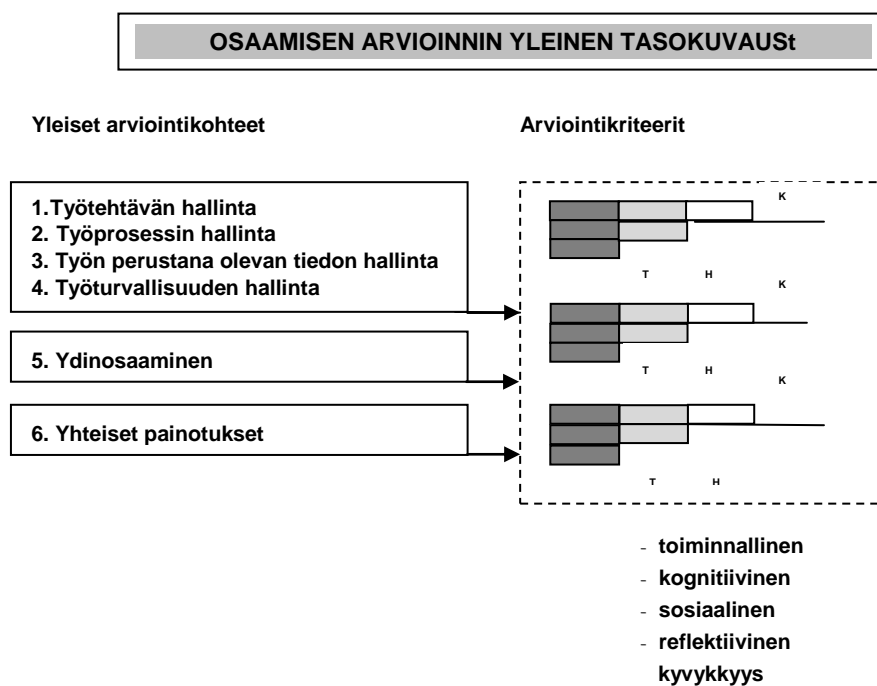 OSAAMISEN ARVIOINNIN YLEINEN TASOKUVAUSt
Yleiset arviointikohteet
Arviointikriteerit
1.Työtehtävän hallinta
2. Työprosessin hallinta
3. Työn perustana olevan tiedon hallinta
4. Työturvallisuuden hallinta
5. Ydinosaaminen
6. Yhteiset painotukset
K
T H
K
T H
K
T H
- toiminnallinen
- kognitiivinen
- sosiaalinen
- reflektiivinen
kyvykkyys